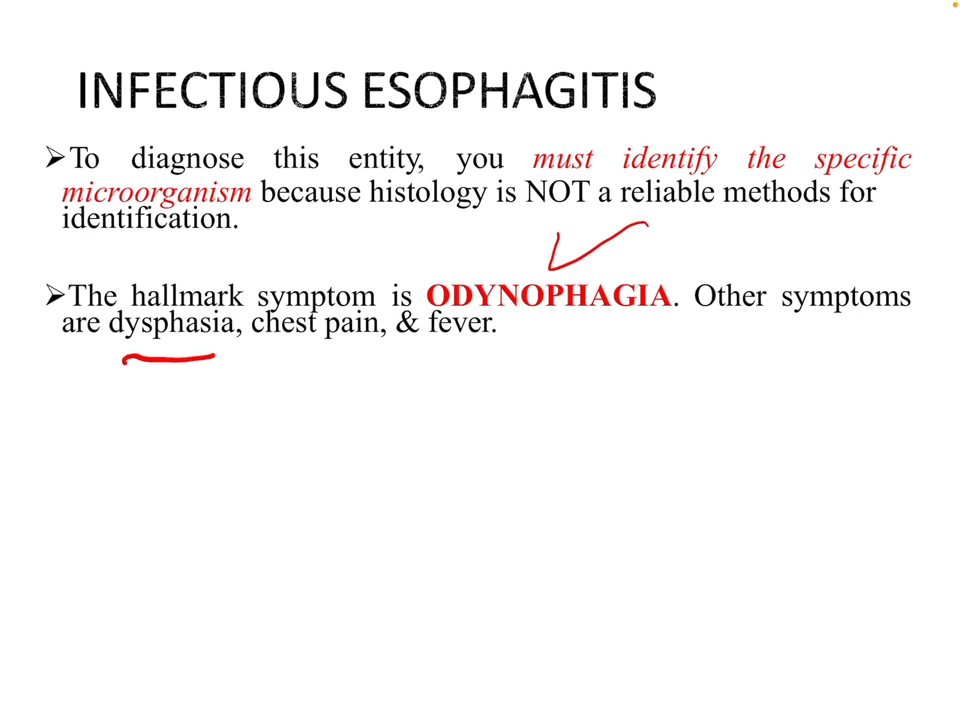 INFECTIOUS ESOPHAGITIS
➢To diagnose this entity, you must identify the specific
microorganism because histology is NOT a reliable methods for
identification.
➢The hallmark symptom is ODYNOPHAGIA. Other symptoms
are dysphasia, chest pain, & fever.